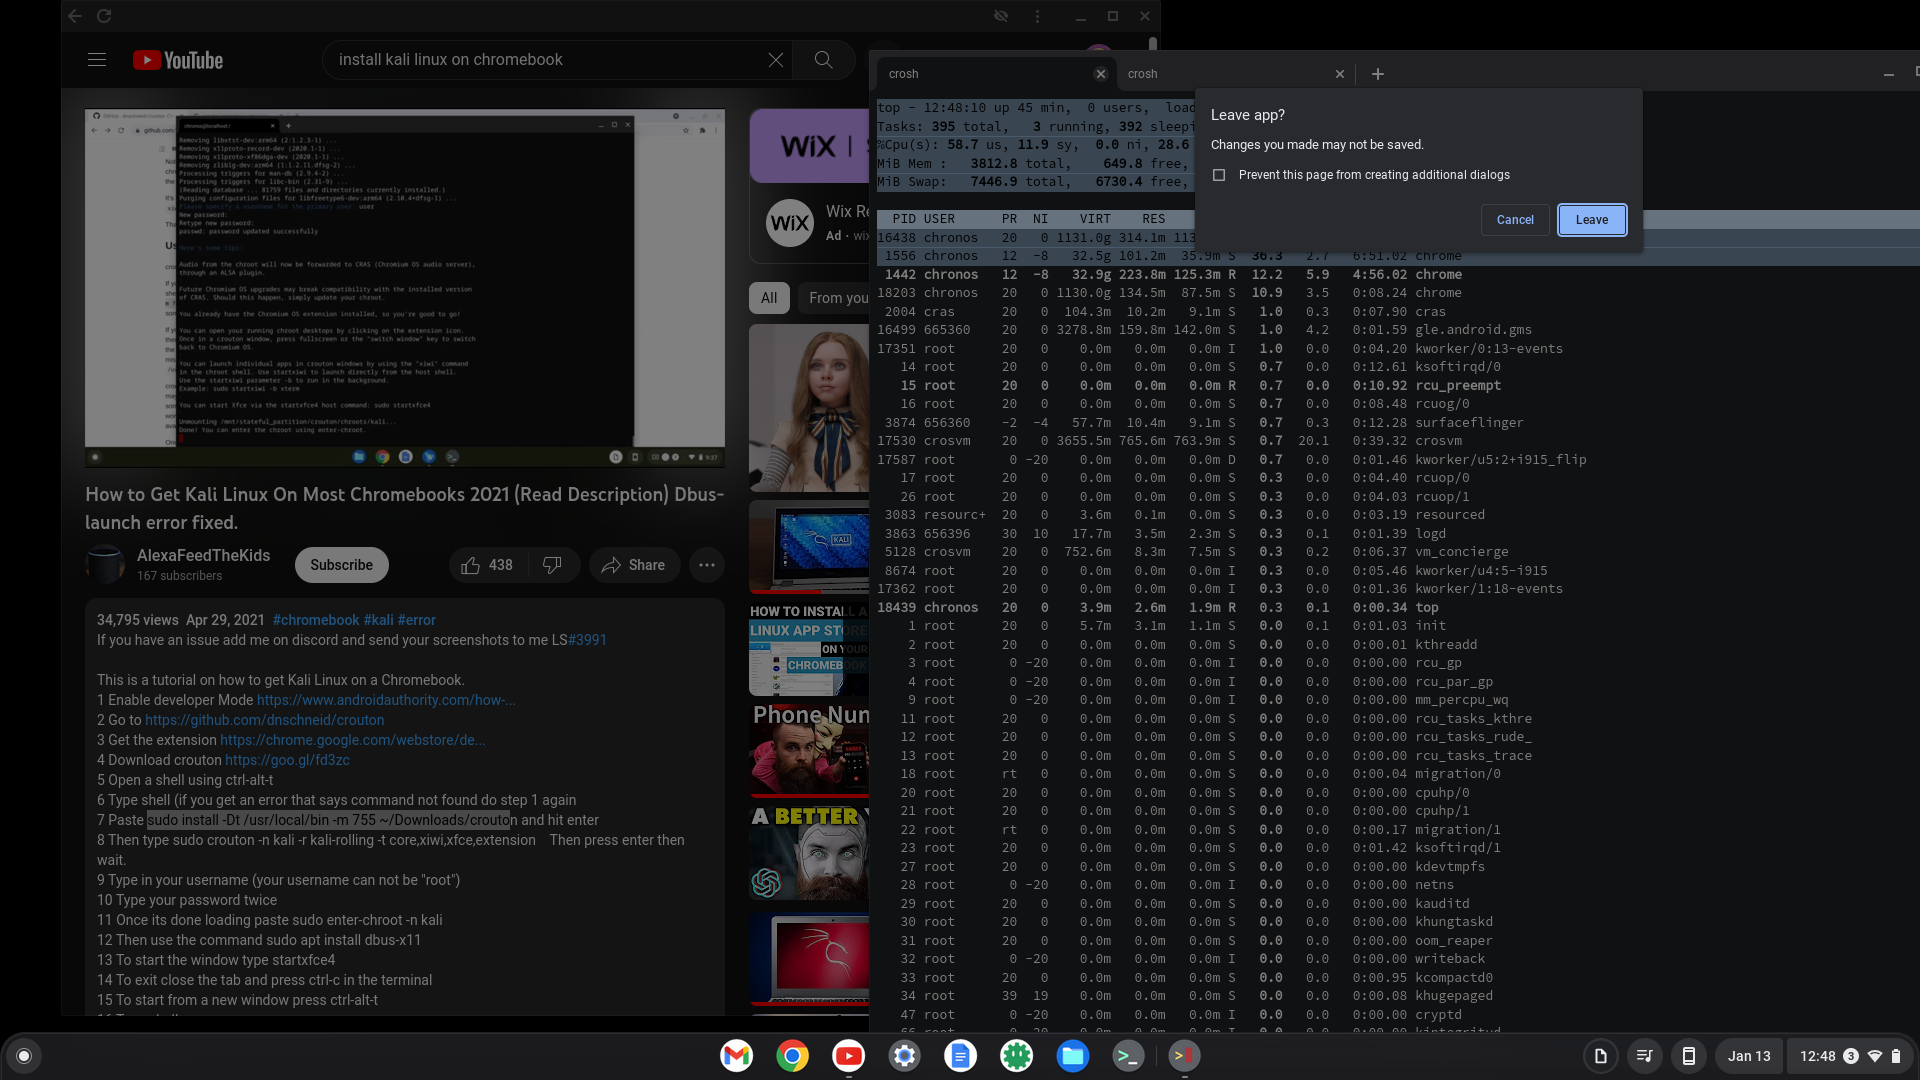 YouTube
install kali linux on chromebook
WiX
WiX
Wix Re
Ad · wix
All
From you
How to Get Kali Linux On Most Chromebooks 2021 (Read Description) Dbus-
launch error fixed.
AlexaFeedTheKids
167 subscribers
Subscribe
438
Share
34,795 views Apr 29, 2021 #chromebook #kali #error
If you have an issue add me on discord and send your screenshots to me LS#3991
This is a tutorial on how to get Kali Linux on a Chromebook.
1 Enable developer Mode https://www.androidauthority.com/how-...
2 Go to https://github.com/dnschneid/crouton
3 Get the extension https://chrome.google.com/webstore/de...
4 Download crouton https://goo.gl/fd3zc
5 Open a shell using ctrl-alt-t
6 Type shell (if you get an error that says command not found do step 1 again
7 Paste sudo install -Dt /usr/local/bin -m 755 ~/Downloads/crouton and hit enter
8 Then type sudo crouton -n kali -r kali-rolling -t core,xiwi,xfce,extension    Then press enter then
wait.
9 Type in your username (your username can not be "root")
10 Type your password twice
11 Once its done loading paste sudo enter-chroot -n kali
12 Then use the command sudo apt install dbus-x11
13 To start the window type startxfce4
14 To exit close the tab and press ctrl-c in the terminal
15 To start from a new window press ctrl-alt-t
KALI
HOW TO INSTALL A
LINUX APP STORE
ON YOUR
CHROMEBOOK
Phone Num
A BETTER
crosh
crosh
top - 12:48:10 up 45 min,  0 users,  load
Tasks: 395 total,   3 running, 392 sleepi
%Cpu(s): 58.7 us, 11.9 sy,  0.0 ni, 28.6
MiB Mem :   3812.8 total,    649.8 free,
MiB Swap:   7446.9 total,   6730.4 free,
PID USER      PR  NI    VIRT    RES
16438 chronos   20   0 1131.0g 314.1m 113
1556 chronos   12  -8   32.5g 101.2m  35.9m S  36.3   2.7   6:51.02 chrome
1442 chronos   12  -8   32.9g 223.8m 125.3m R  12.2   5.9   4:56.02 chrome
18203 chronos   20   0 1130.0g 134.5m  87.5m S  10.9   3.5   0:08.24 chrome
2004 cras      20   0  104.3m  10.2m   9.1m S   1.0   0.3   0:07.90 cras
16499 665360    20   0 3278.8m 159.8m 142.0m S   1.0   4.2   0:01.59 gle.android.gms
17351 root      20   0    0.0m   0.0m   0.0m I   1.0   0.0   0:04.20 kworker/0:13-events
14 root      20   0    0.0m   0.0m   0.0m S   0.7   0.0   0:12.61 ksoftirqd/0
15 root      20   0    0.0m   0.0m   0.0m R   0.7   0.0   0:10.92 rcu_preempt
16 root      20   0    0.0m   0.0m   0.0m S   0.7   0.0   0:08.48 rcuog/0
3874 656360    -2  -4   57.7m  10.4m   9.1m S   0.7   0.3   0:12.28 surfaceflinger
17530 crosvm    20   0 3655.5m 765.6m 763.9m S   0.7  20.1   0:39.32 crosvm
17587 root       0 -20    0.0m   0.0m   0.0m D   0.7   0.0   0:01.46 kworker/u5:2+i915_flip
17 root      20   0    0.0m   0.0m   0.0m S   0.3   0.0   0:04.40 rcuop/0
26 root      20   0    0.0m   0.0m   0.0m S   0.3   0.0   0:04.03 rcuop/1
3083 resourc+  20   0    3.6m   0.1m   0.0m S   0.3   0.0   0:03.19 resourced
3863 656396    30  10   17.7m   3.5m   2.3m S   0.3   0.1   0:01.39 logd
5128 crosvm    20   0  752.6m   8.3m   7.5m S   0.3   0.2   0:06.37 vm_concierge
8674 root      20   0    0.0m   0.0m   0.0m I   0.3   0.0   0:05.46 kworker/u4:5-i915
17362 root      20   0    0.0m   0.0m   0.0m I   0.3   0.0   0:01.36 kworker/1:18-events
18439 chronos   20   0    3.9m   2.6m   1.9m R   0.3   0.1   0:00.34 top
1 root      20   0    5.7m   3.1m   1.1m S   0.0   0.1   0:01.03 init
2 root      20   0    0.0m   0.0m   0.0m S   0.0   0.0   0:00.01 kthreadd
3 root       0 -20    0.0m   0.0m   0.0m I   0.0   0.0   0:00.00 rcu_gp
4 root       0 -20    0.0m   0.0m   0.0m I   0.0   0.0   0:00.00 rcu_par_gp
9 root       0 -20    0.0m   0.0m   0.0m I   0.0   0.0   0:00.00 mm_percpu_wq
11 root      20   0    0.0m   0.0m   0.0m S   0.0   0.0   0:00.00 rcu_tasks_kthre
12 root      20   0    0.0m   0.0m   0.0m S   0.0   0.0   0:00.00 rcu_tasks_rude_
13 root      20   0    0.0m   0.0m   0.0m S   0.0   0.0   0:00.00 rcu_tasks_trace
18 root      rt   0    0.0m   0.0m   0.0m S   0.0   0.0   0:00.04 migration/0
20 root      20   0    0.0m   0.0m   0.0m S   0.0   0.0   0:00.00 cpuhp/0
21 root      20   0    0.0m   0.0m   0.0m S   0.0   0.0   0:00.00 cpuhp/1
22 root      rt   0    0.0m   0.0m   0.0m S   0.0   0.0   0:00.17 migration/1
23 root      20   0    0.0m   0.0m   0.0m S   0.0   0.0   0:01.42 ksoftirqd/1
27 root      20   0    0.0m   0.0m   0.0m S   0.0   0.0   0:00.00 kdevtmpfs
28 root       0 -20    0.0m   0.0m   0.0m I   0.0   0.0   0:00.00 netns
29 root      20   0    0.0m   0.0m   0.0m S   0.0   0.0   0:00.00 kauditd
30 root      20   0    0.0m   0.0m   0.0m S   0.0   0.0   0:00.00 khungtaskd
31 root      20   0    0.0m   0.0m   0.0m S   0.0   0.0   0:00.00 oom_reaper
32 root       0 -20    0.0m   0.0m   0.0m I   0.0   0.0   0:00.00 writeback
33 root      20   0    0.0m   0.0m   0.0m S   0.0   0.0   0:00.95 kcompactd0
34 root      39  19    0.0m   0.0m   0.0m S   0.0   0.0   0:00.08 khugepaged
47 root       0 -20    0.0m   0.0m   0.0m I   0.0   0.0   0:00.00 cryptd
Leave app?
Changes you made may not be saved.
Prevent this page from creating additional dialogs
Cancel
Leave
Jan 13
12:48
3